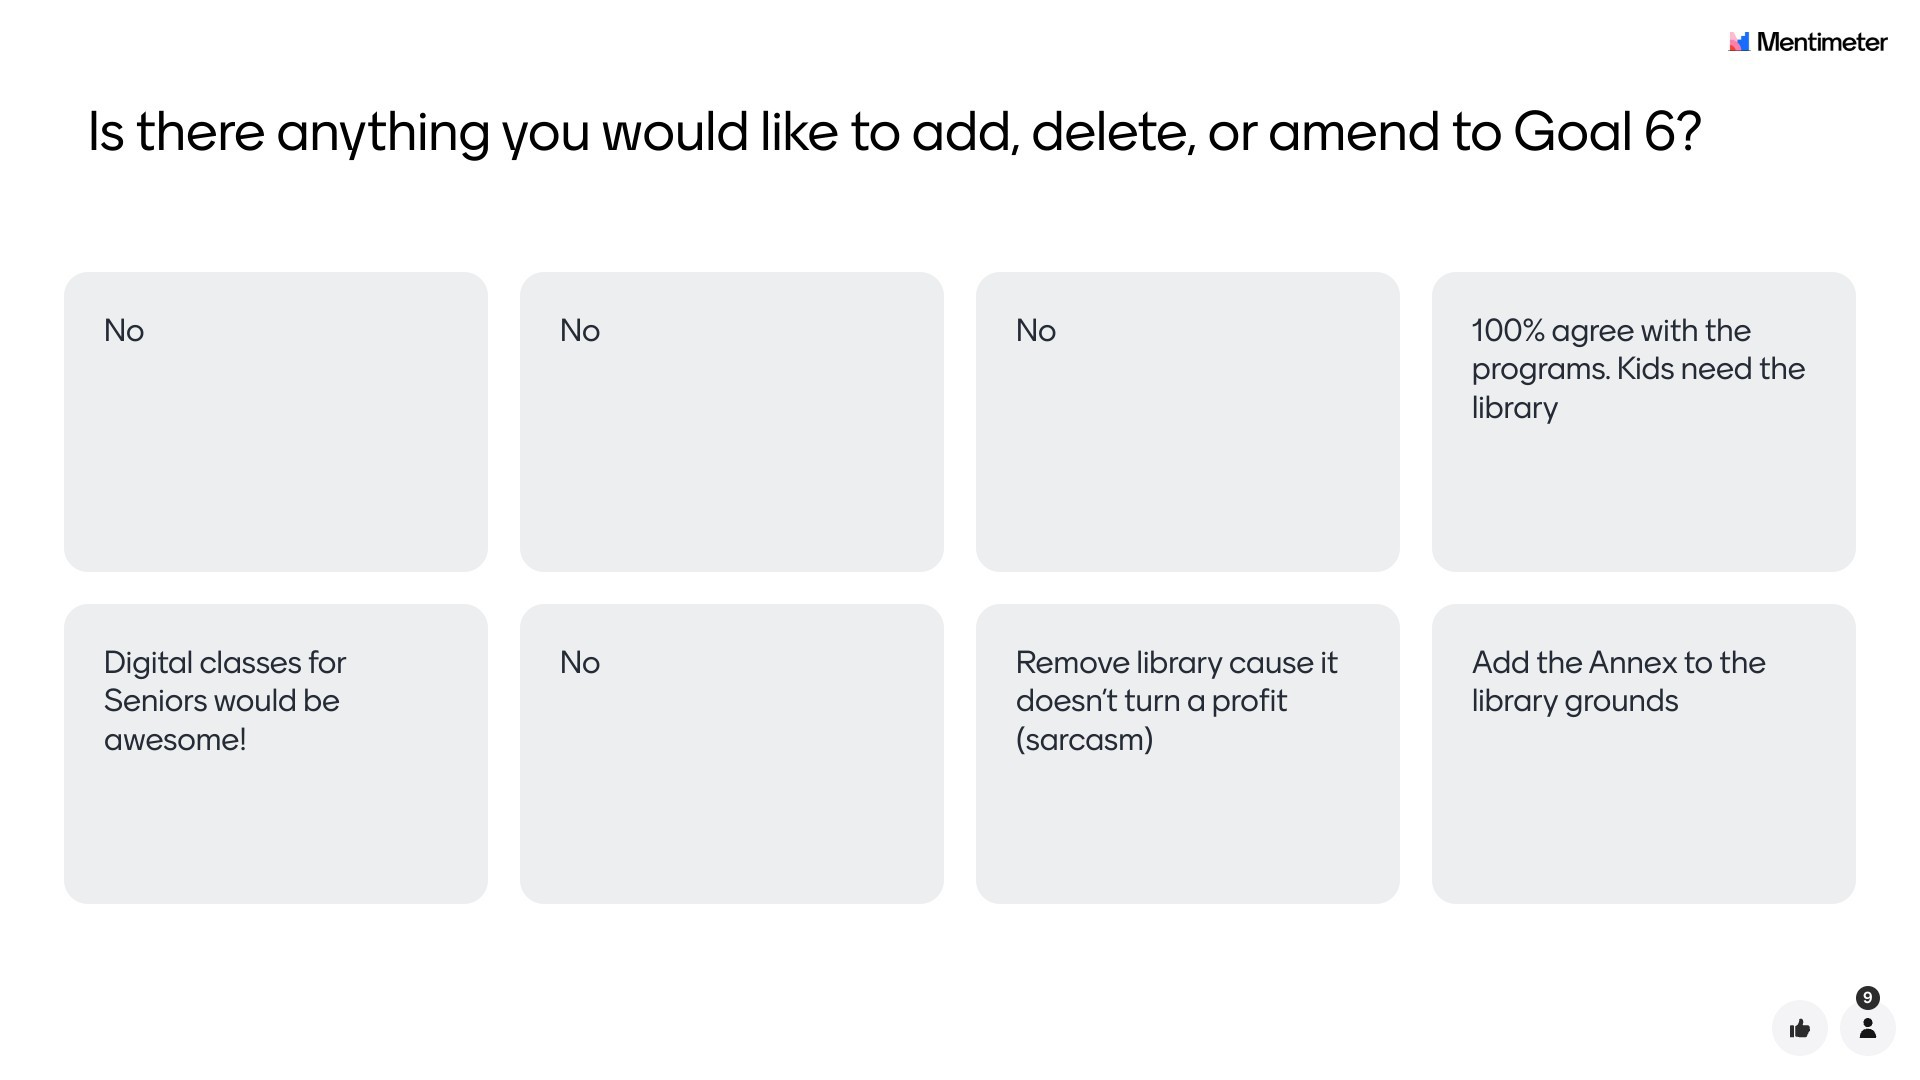 Mentimeter
Is there anything you would like to add, delete, or amend to Goal 6?
No
No
No
100% agree with the
programs. Kids need the
library
Digital classes for
Seniors would be
awesome!
No
Remove library cause it
doesn’t turn a profit
(sarcasm)
Add the Annex to the
library grounds
9